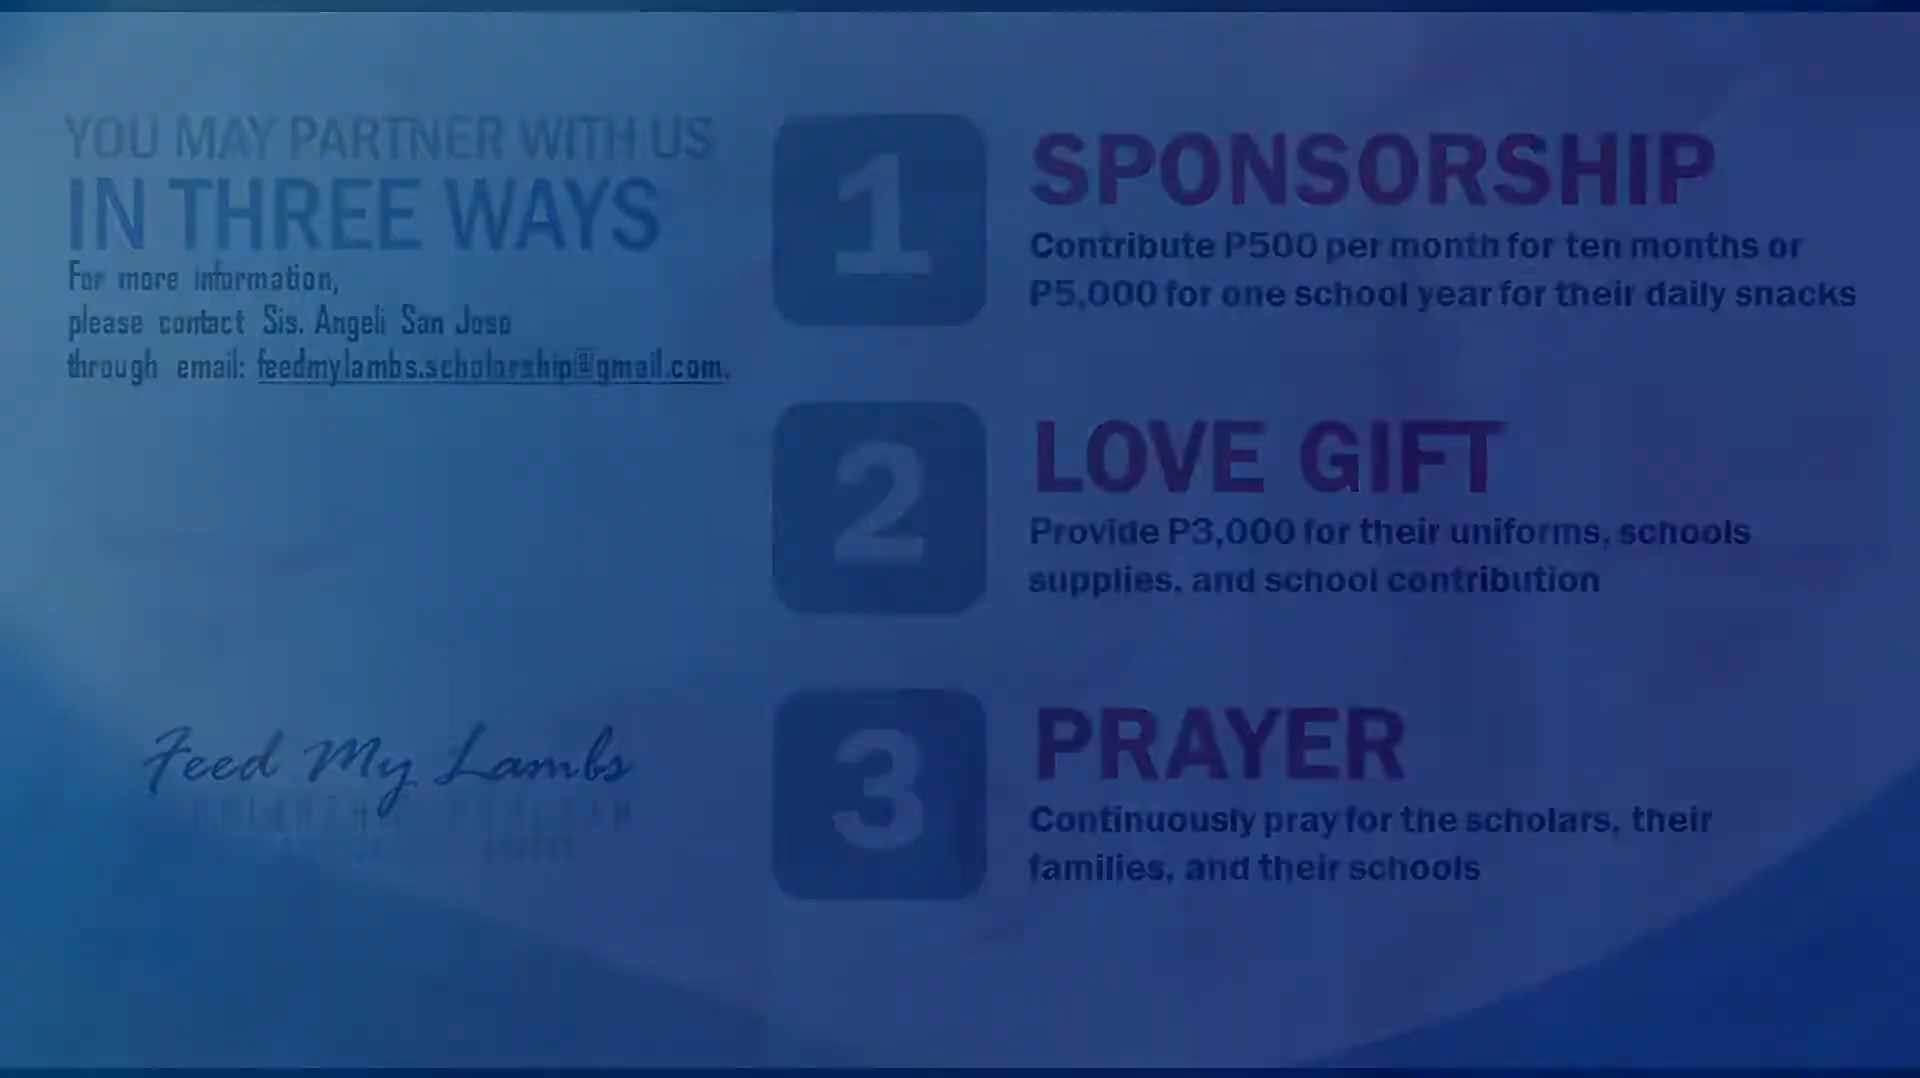 YOU MAY PARTNER WITH US
IN THREE WAYS
For more information,
please contact Sis. Angeli San Jose
through email: feedmylambs.scholarship@gmail.com.
Feed My Lambs
1
SPONSORSHIP
Contribute P500 per month for ten months or
P5,000 for one school year for their daily snacks
2
LOVE GIFT
Provide P3,000 for their uniforms, schools
supplies, and school contribution
3
PRAYER
Continuously pray for the scholars, their
families, and their schools